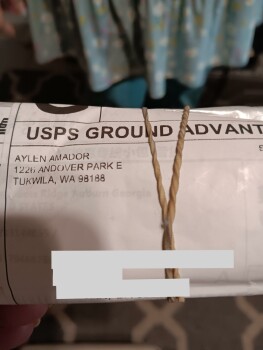 USPS GROUND ADVANT
AYLEN AMADOR
1226 ANDOVER PARK E
TUKWILA, WA 98188